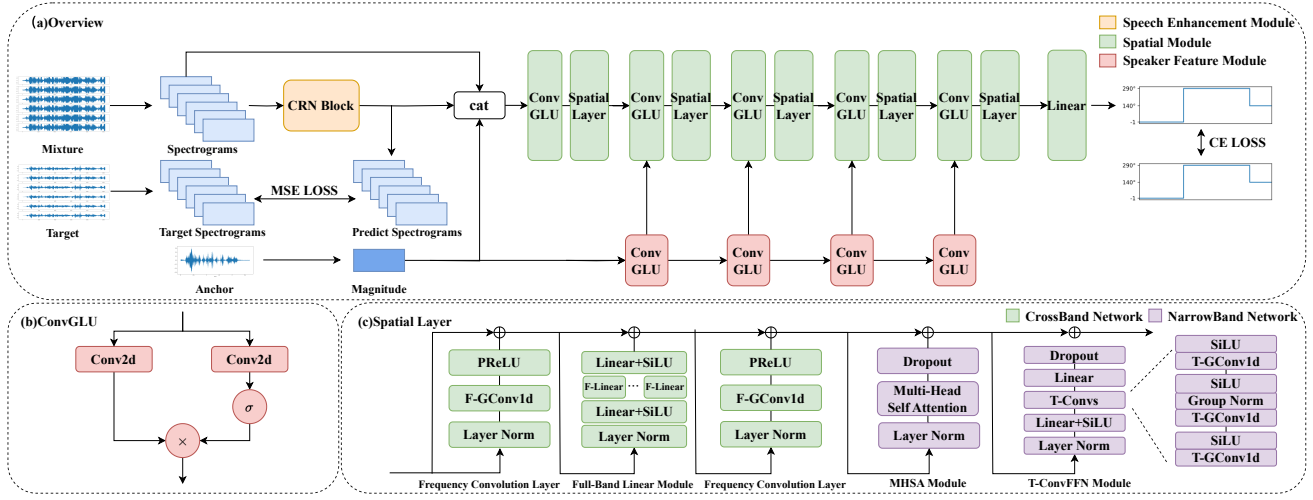 (a)Overview
Speech Enhancement Module
Spatial Module
Speaker Feature Module
Mixture
Spectrograms
CRN Block
cat
Conv
GLU
Spatial
Layer
Conv
GLU
Spatial
Layer
Conv
GLU
Spatial
Layer
Conv
GLU
Spatial
Layer
Conv
GLU
Spatial
Layer
Linear
290°
140°
-1
CE LOSS
290°
140°
-1
Target
Target Spectrograms
MSE LOSS
Predict Spectrograms
Anchor
Magnitude
Conv
GLU
Conv
GLU
Conv
GLU
Conv
GLU
(b)ConvGLU
Conv2d
Conv2d
σ
×
(c)Spatial Layer
CrossBand Network
NarrowBand Network
PReLU
F-GConv1d
Layer Norm
Frequency Convolution Layer
Linear+SiLU
F-Linear ··· F-Linear
Linear+SiLU
Layer Norm
Full-Band Linear Module
PReLU
F-GConv1d
Layer Norm
Frequency Convolution Layer
Dropout
Multi-Head
Self Attention
Layer Norm
MHSA Module
Dropout
Linear
T-Convs
Linear+SiLU
Layer Norm
T-ConvFFN Module
SiLU
T-GConv1d
SiLU
Group Norm
T-GConv1d
SiLU
T-GConv1d